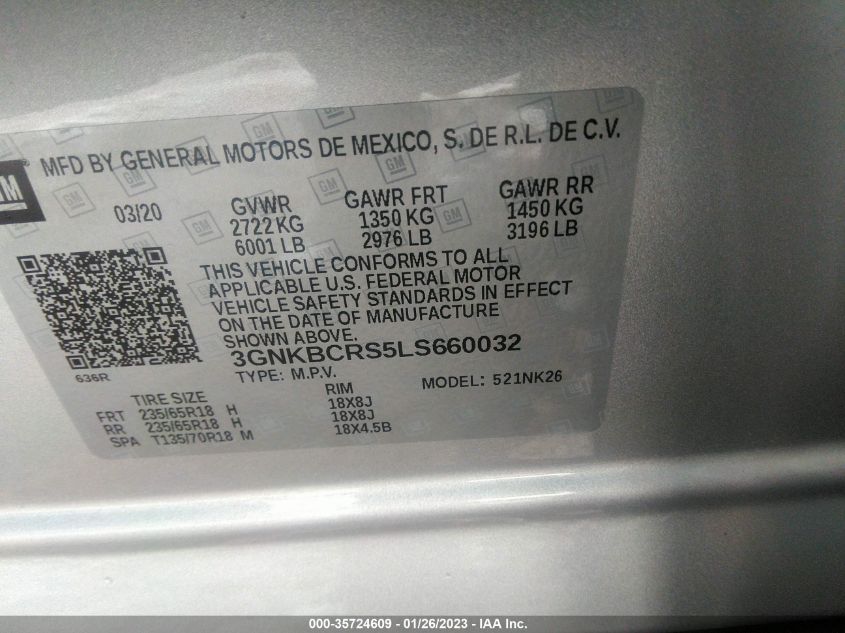 GM
MFD BY GENERAL MOTORS DE MEXICO, S. DE R.L. DE C.V.
03/20 GVWR GAWR FRT GAWR RR
2722 KG 1350 KG 1450 KG
6001 LB 2976 LB 3196 LB
THIS VEHICLE CONFORMS TO ALL
APPLICABLE U.S. FEDERAL MOTOR
VEHICLE SAFETY STANDARDS IN EFFECT
ON THE DATE OF MANUFACTURE
SHOWN ABOVE.
3GNKBCRS5LS660032
636R TYPE: M.P.V. MODEL: 521NK26
TIRE SIZE RIM
FRT 235/65R18 H 18X8J
RR 235/65R18 H 18X8J
SPA T135/70R18 M 18X4.5B
000-35724609 - 01/26/2023 - IAA Inc.